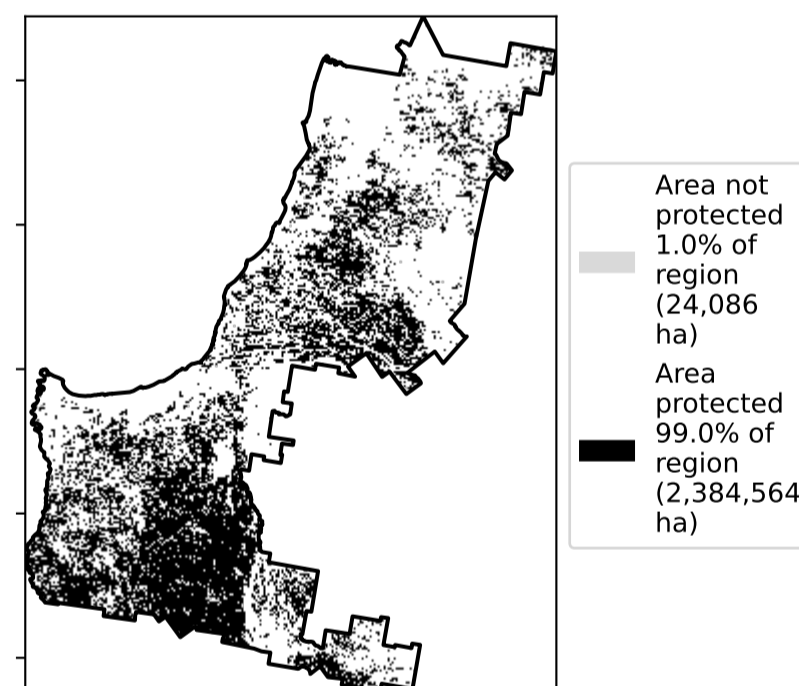 Area not
protected
1.0% of
region
(24,086
ha)
Area
protected
99.0% of
region
(2,384,564
ha)